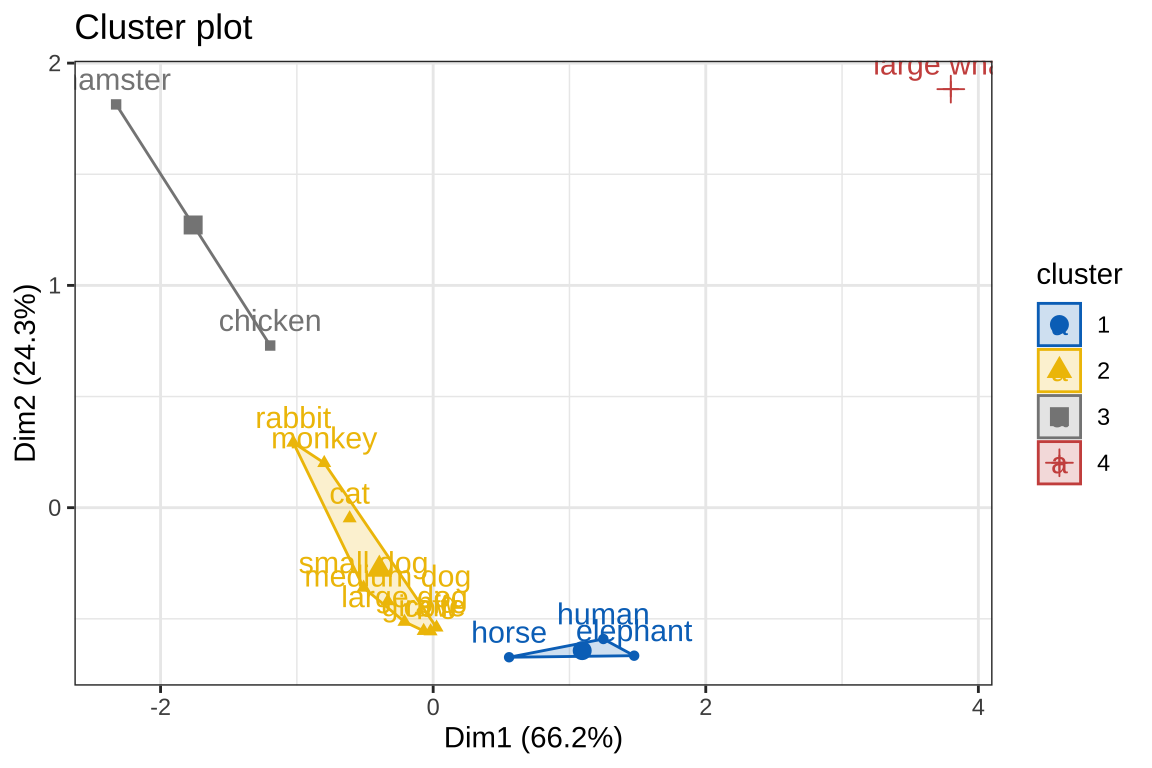 Cluster plot
2
amster
large wha
1
chicken
rabbit
monkey
cat
0
small dog
medium dog
large dog
human
horse
elephant
-2
0
2
4
Dim1 (66.2%)
Dim2 (24.3%)
cluster
1
2
3
4